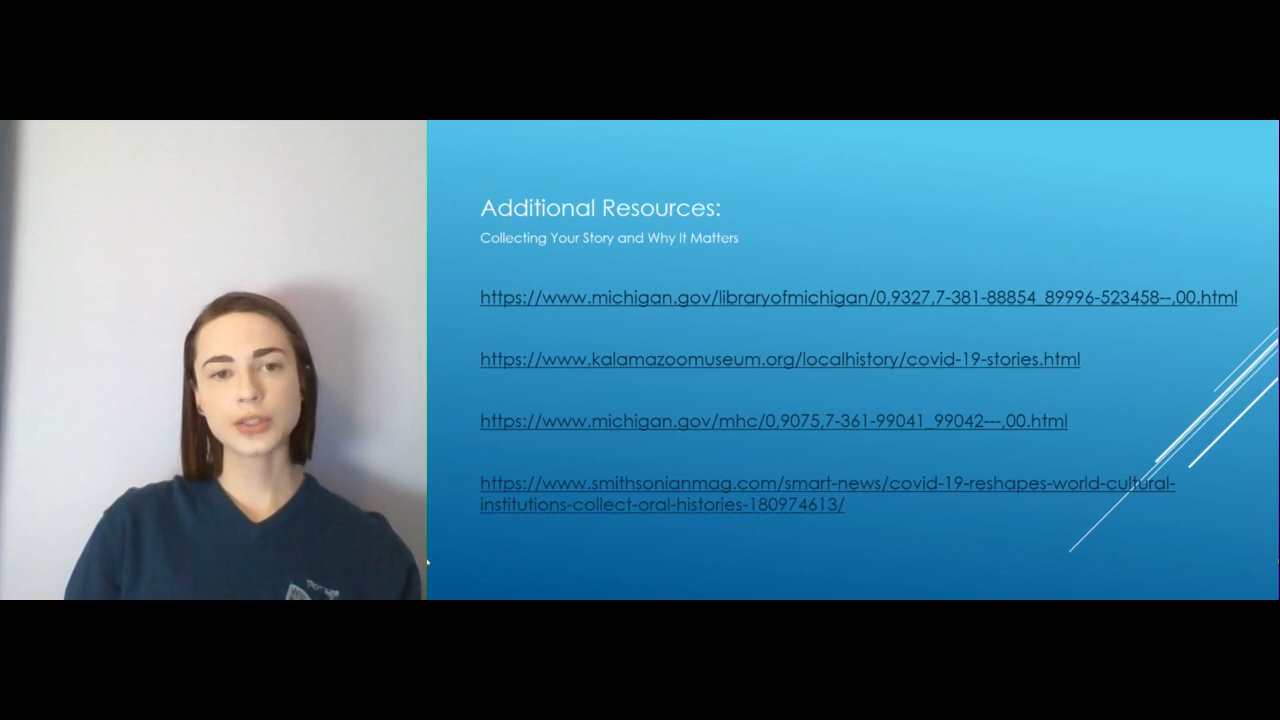 Additional Resources:
Collecting Your Story and Why It Matters
https://www.michigan.gov/libraryofmichigan/0,9327,7-381-88854_89996-523458--,00.html
https://www.kalamazoomuseum.org/localhistory/covid-19-stories.html
https://www.michigan.gov/mhc/0,9075,7-361-99041_99042---,00.html
https://www.smithsonianmag.com/smart-news/covid-19-reshapes-world-cultural-
institutions-collect-oral-histories-180974613/